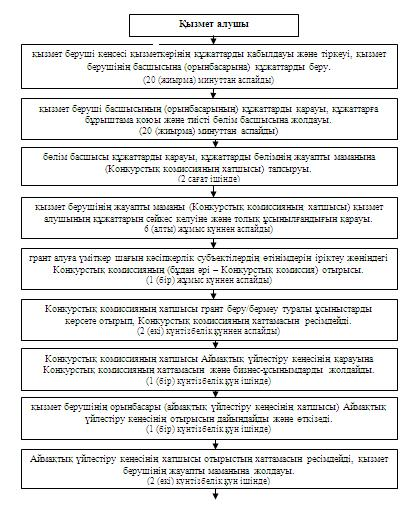 Қызмет алушы
қызмет беруші кеңсесі қызметкерінің құжаттарды қабылдауы және тіркеуі, қызмет
берушінің басшысына (орынбасарына) құжаттарды беру.
(20 (жиырма) минуттан аспайды)
қызмет беруші басшысының (орынбасарының) құжаттарды қарауы, құжаттарға
бұрыштама қоюы және тиісті бөлім басшысына жолдауы.
(20 (жиырма) минуттан аспайды)
бөлім басшысы құжаттарды қарауы, құжаттарды бөлімнің жауапты маманына
(Конкурстық комиссияның хатшысы) тапсыруы.
(2 сағат ішінде)
қызмет берушінің жауапты маманы (Конкурстық комиссияның хатшысы) қызмет
алушының құжаттарын сәйкес келуіне және толық ұсынылғандығын қарауы.
6 (алты) жұмыс күннен аспайды)
грант алуға үміткер шағын кәсіпкерлік субъектілердің өтінімдерін іріктеу жөніндегі
Конкурстық комиссияның (бұдан әрі – Конкурстық комиссия) отырысы.
(1 (бір) жұмыс күннен аспайды)
Конкурстық комиссияның хатшысы грант беру/бермеу туралы ұсыныстарды
көрсете отырып, Конкурстық комиссияның хаттамасын ресімдейді.
(2 (екі) күнтізбелік күннен аспайды)
Конкурстық комиссияның хатшысы Аймақтық үйлестіру кеңесінің қарауына
Конкурстық комиссияның хаттамасын және бизнес-ұсынымдарды жолдайды.
(1 (бір) күнтізбелік күн ішінде)
қызмет берушінің орынбасары (аймақтық үйлестіру кеңесінің хатшысы) Аймақтық
үйлестіру кеңесінің отырысын дайындайды және өткізеді.
(1 (бір) күнтізбелік күн ішінде)
Аймақтық үйлестіру кеңесінің хатшысы отырыстың хаттамасын ресімдейді, қызмет
берушінің жауапты маманына жолдауы.
(2 (екі) күнтізбелік күн ішінде)